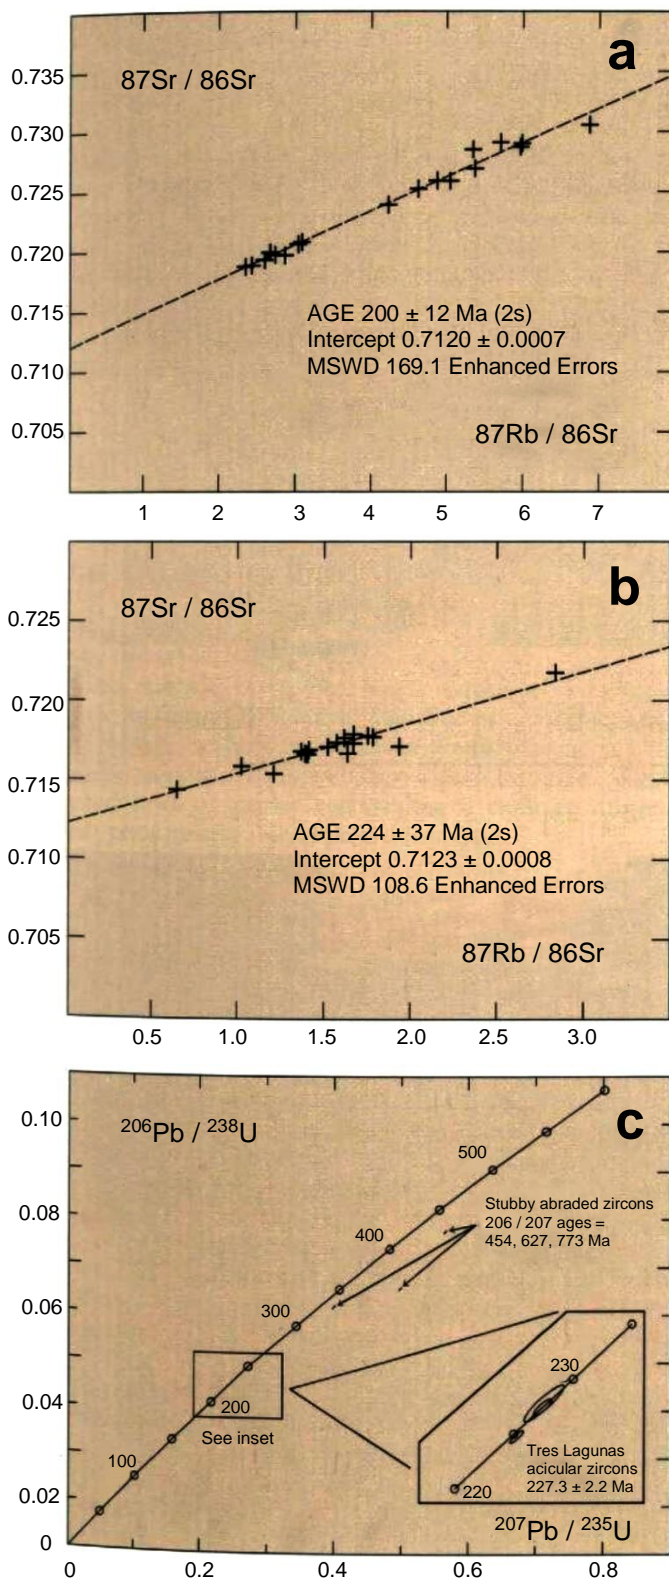 a
0.735
87Sr / 86Sr
0.730
0.725
0.720
0.715
AGE 200 ± 12 Ma (2s)
Intercept 0.7120 ± 0.0007
MSWD 169.1 Enhanced Errors
0.710
0.705
87Rb / 86Sr
1 2 3 4 5 6 7
b
87Sr / 86Sr
0.725
0.720
0.715
AGE 224 ± 37 Ma (2s)
Intercept 0.7123 ± 0.0008
MSWD 108.6 Enhanced Errors
0.710
0.705
87Rb / 86Sr
0.5 1.0 1.5 2.0 2.5 3.0
c
0.10
²⁰⁶Pb / ²³⁸U
500
0.08
400
Stubby abraded zircons
206 / 207 ages =
454, 627, 773 Ma
0.06
300
0.04
200
See inset
230
100
Tres Lagunas
acicular zircons
227.3 ± 2.2 Ma
220
0.02
²⁰⁷Pb / ²³⁵U
0
0 0.2 0.4 0.6 0.8